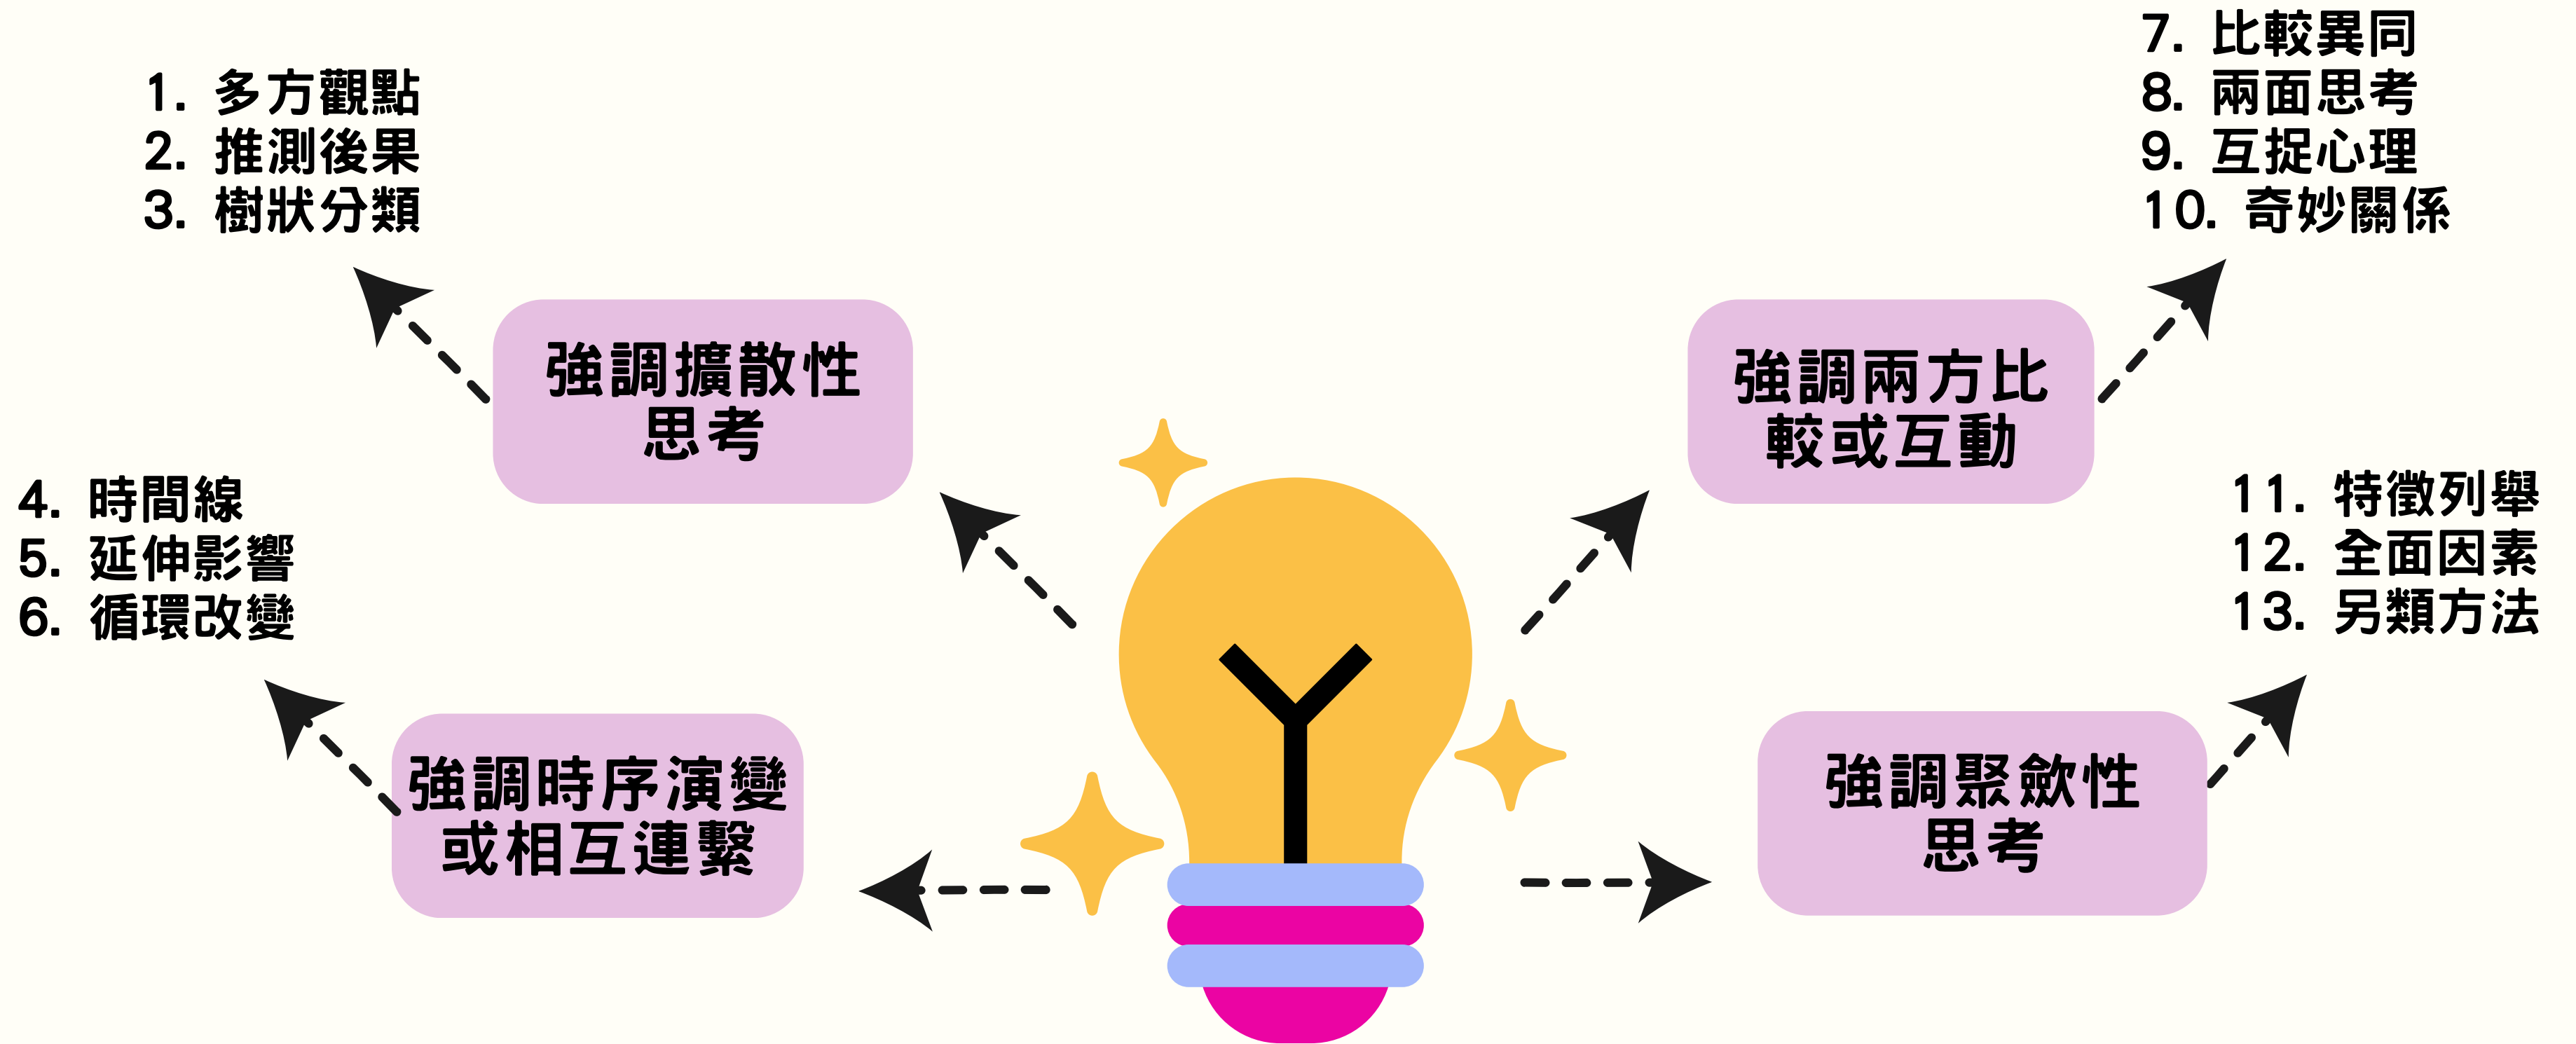 1. 多方觀點
2. 推測後果
3. 樹狀分類
強調擴散性
思考
4. 時間線
5. 延伸影響
6. 循環改變
強調時序演變
或相互連繫
7. 比較異同
8. 兩面思考
9. 互捉心理
10. 奇妙關係
強調兩方比
較或互動
11. 特徵列舉
12. 全面因素
13. 另類方法
強調聚斂性
思考